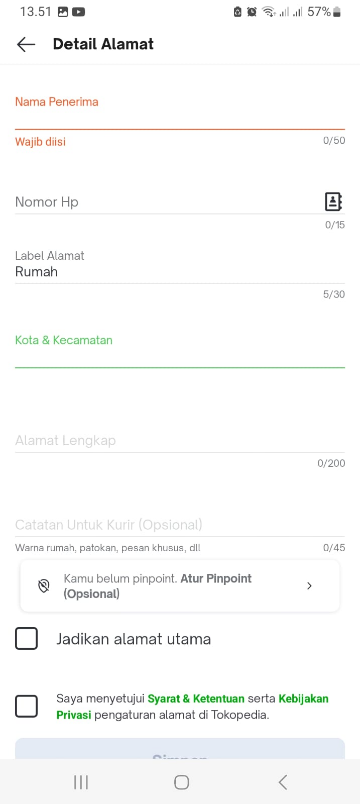 13.51
57%
Detail Alamat
Nama Penerima
Wajib diisi
0/50
Nomor Hp
0/15
Label Alamat
Rumah
5/30
Kota & Kecamatan
Alamat Lengkap
0/200
Catatan Untuk Kurir (Opsional)
Warna rumah, patokan, pesan khusus, dll
0/45
Kamu belum pinpoint. Atur Pinpoint
(Opsional)
Jadikan alamat utama
Saya menyetujui Syarat & Ketentuan serta Kebijakan
Privasi pengaturan alamat di Tokopedia.
Simpan